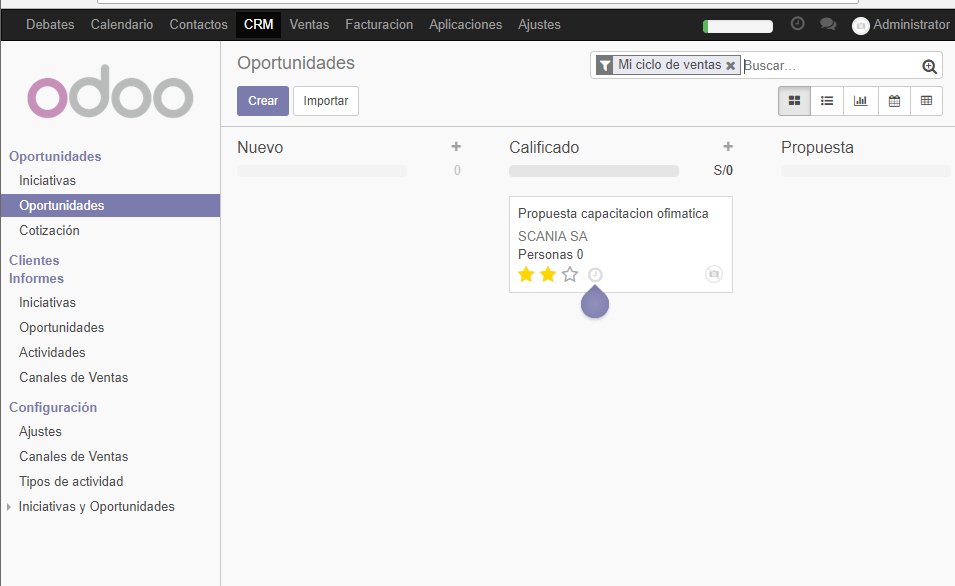 Debates Calendario Contactos CRM Ventas Facturacion Aplicaciones Ajustes Administrator
odoo
Oportunidades
Iniciativas
Oportunidades
Cotización
Clientes
Informes
Iniciativas
Oportunidades
Actividades
Canales de Ventas
Configuración
Ajustes
Canales de Ventas
Tipos de actividad
Iniciativas y Oportunidades
Oportunidades
Mi ciclo de ventas Buscar...
Crear Importar
Nuevo
0
Calificado
S/0
Propuesta capacitacion ofimatica
SCANIA SA
Personas 0
Propuesta